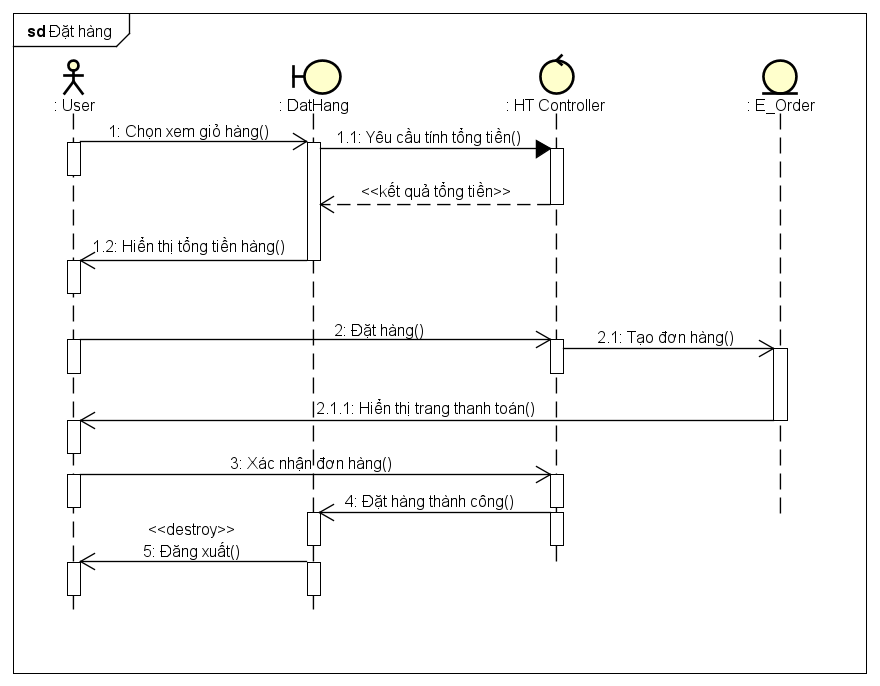 sd Đặt hàng
: User
: DatHang
: HT Controller
: E_Order
1: Chọn xem giỏ hàng()
1.1: Yêu cầu tính tổng tiền()
<<kết quả tổng tiền>>
1.2: Hiển thị tổng tiền hàng()
2: Đặt hàng()
2.1: Tạo đơn hàng()
2.1.1: Hiển thị trang thanh toán()
3: Xác nhận đơn hàng()
4: Đặt hàng thành công()
<<destroy>>
5: Đăng xuất()